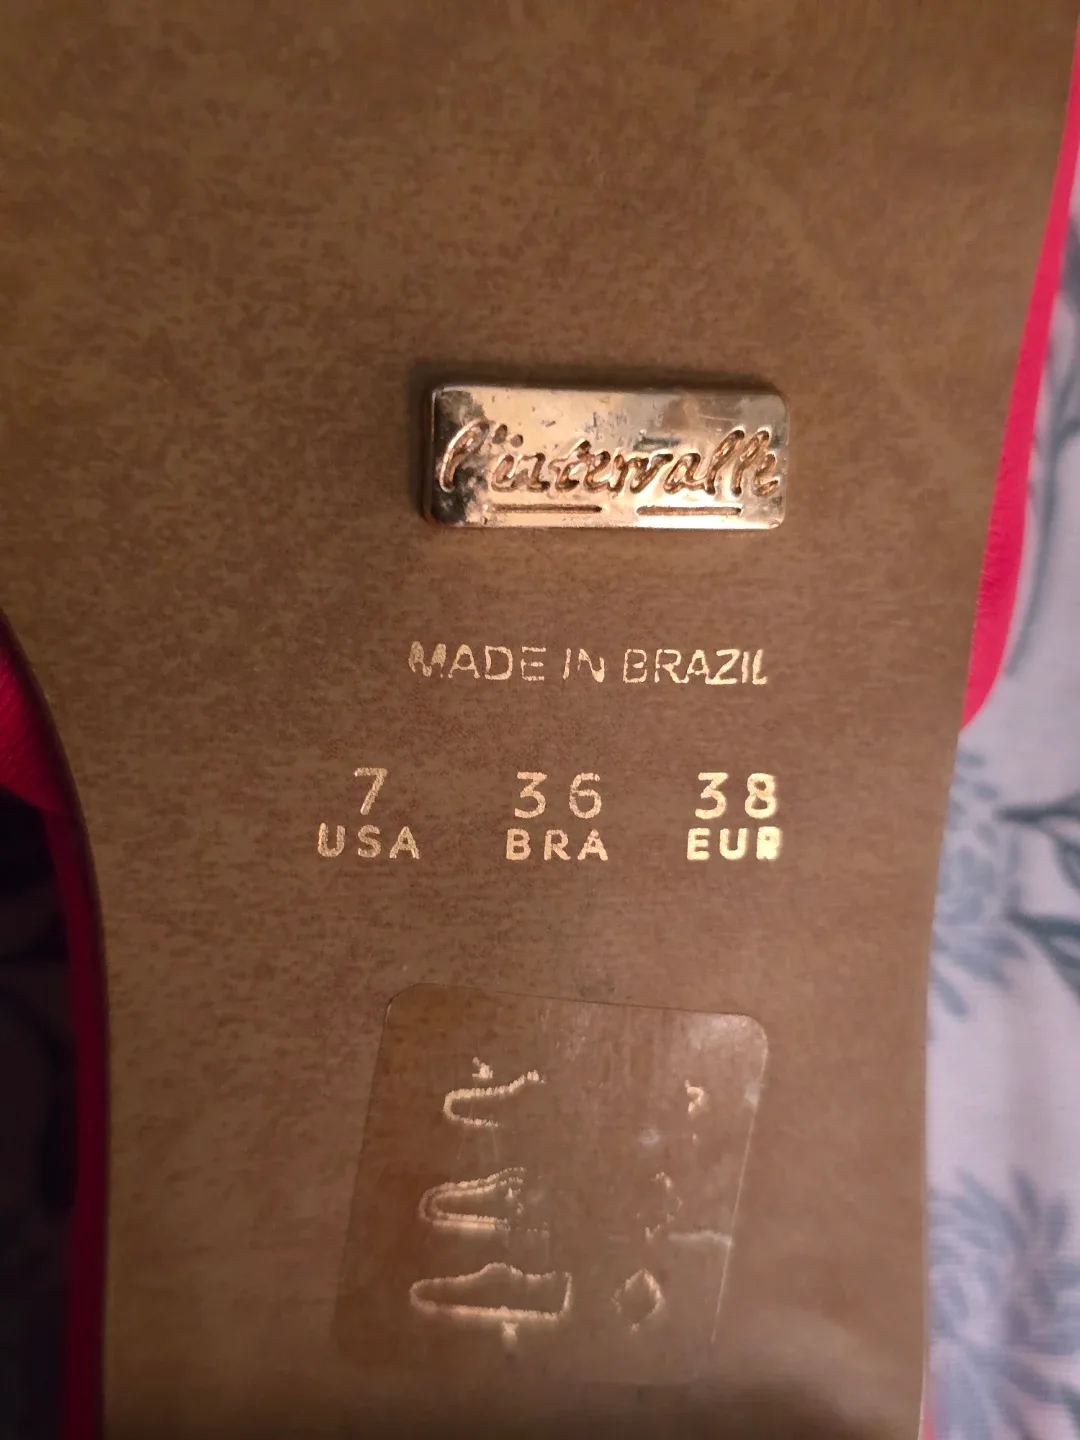 l'intervalle
MADE IN BRAZIL
7 36 38
USA BRA EUR